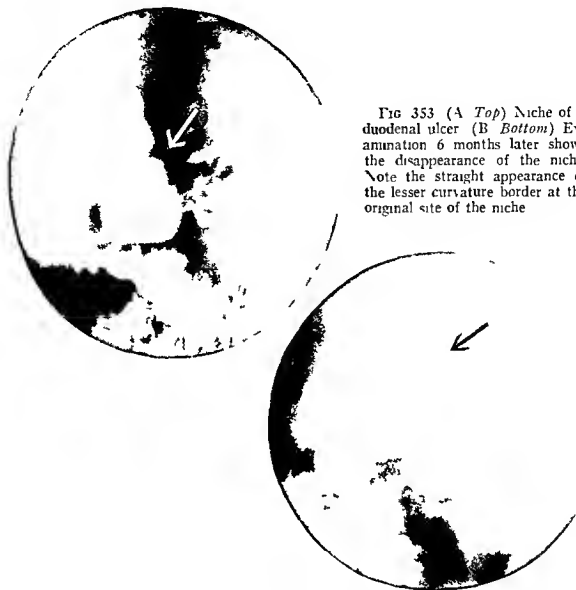 FIG 353 (A Top) Niche of
duodenal ulcer (B Bottom) Ex
amination 6 months later show
the disappearance of the nich
Note the straight appearance o
the lesser curvature border at th
original site of the niche